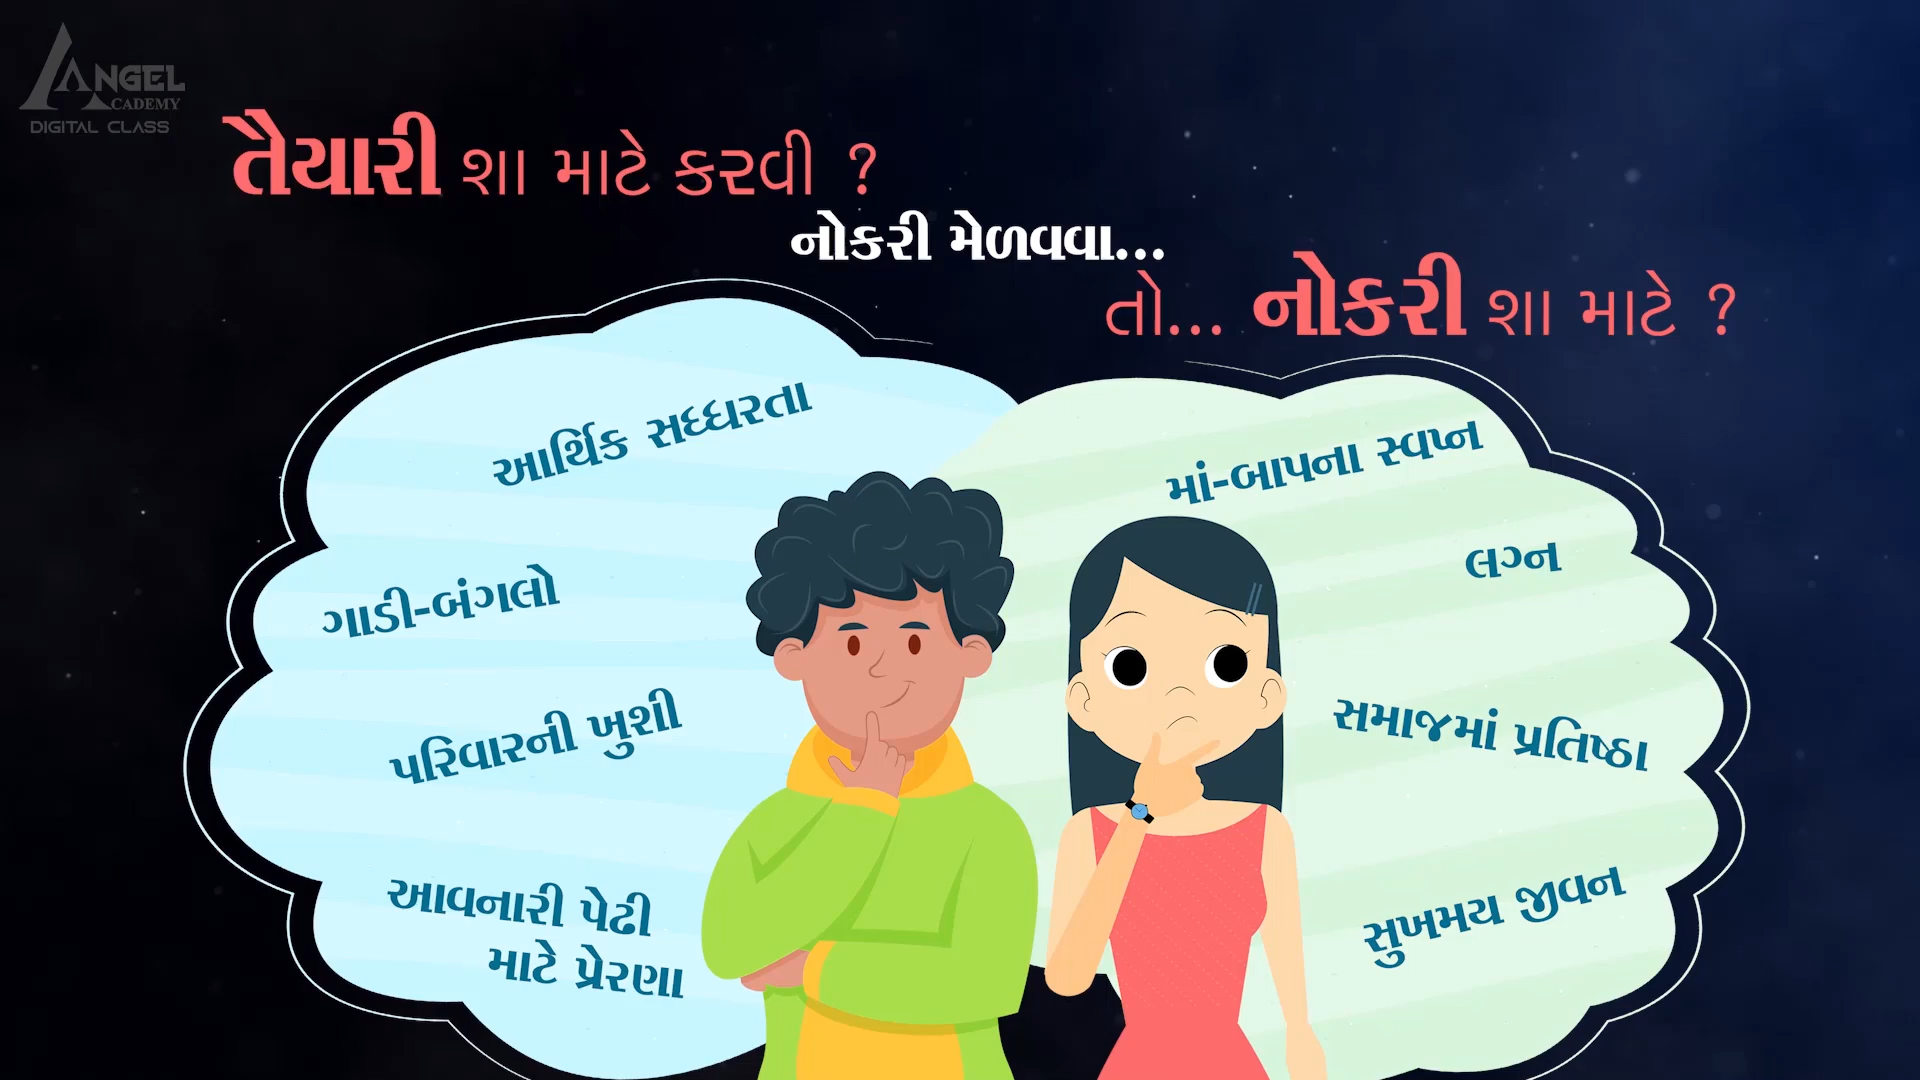 ANGEL
ACADEMY
DIGITAL CLASS
તૈયારી શા માટે કરવી ?
નોકરી મેળવવા...
તો... નોકરી શા માટે ?
આર્થિક સધ્ધરતા
ગાડી-બંગલો
પરિવારની ખુશી
આવનારી પેઢી
માટે પ્રેરણા
માં-બાપના સ્વપ્ન
લગ્ન
સમાજમાં પ્રતિષ્ઠા
સુખમય જીવન